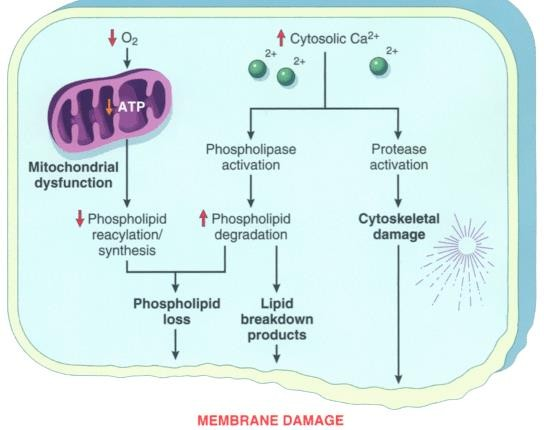 ↓ O₂
↑ Cytosolic Ca²⁺
2+
2+
2+
↓ ATP
Mitochondrial
dysfunction
Phospholipase
activation
Protease
activation
↓ Phospholipid
reacylation/
synthesis
↑ Phospholipid
degradation
Cytoskeletal
damage
Phospholipid
loss
Lipid
breakdown
products
MEMBRANE DAMAGE